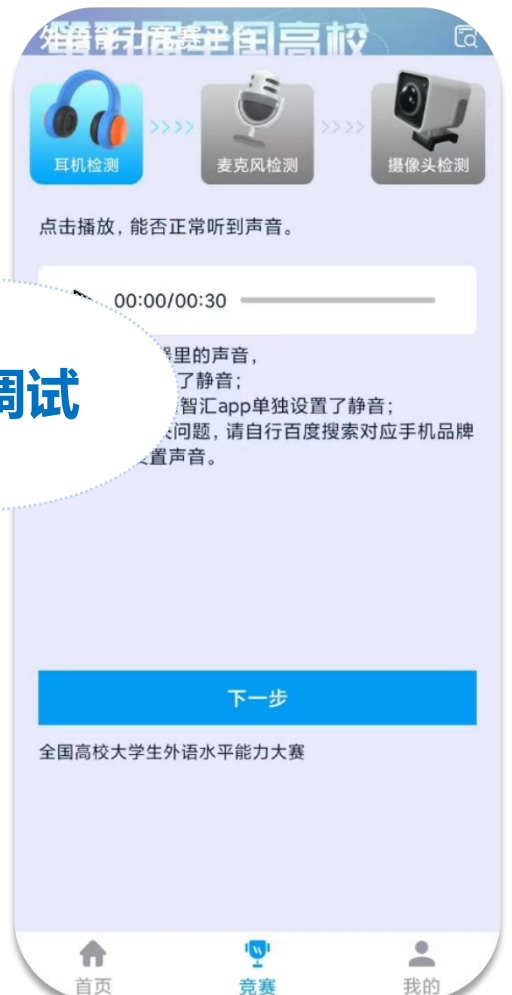 耳机检测
麦克风检测
摄像头检测
点击播放，能否正常听到声音。
00:00/00:30
调试
里的声音，
了静音；
智汇app单独设置了静音；
问题，请自行百度搜索对应手机品牌
置声音。
下一步
全国高校大学生外语水平能力大赛
首页
竞赛
我的